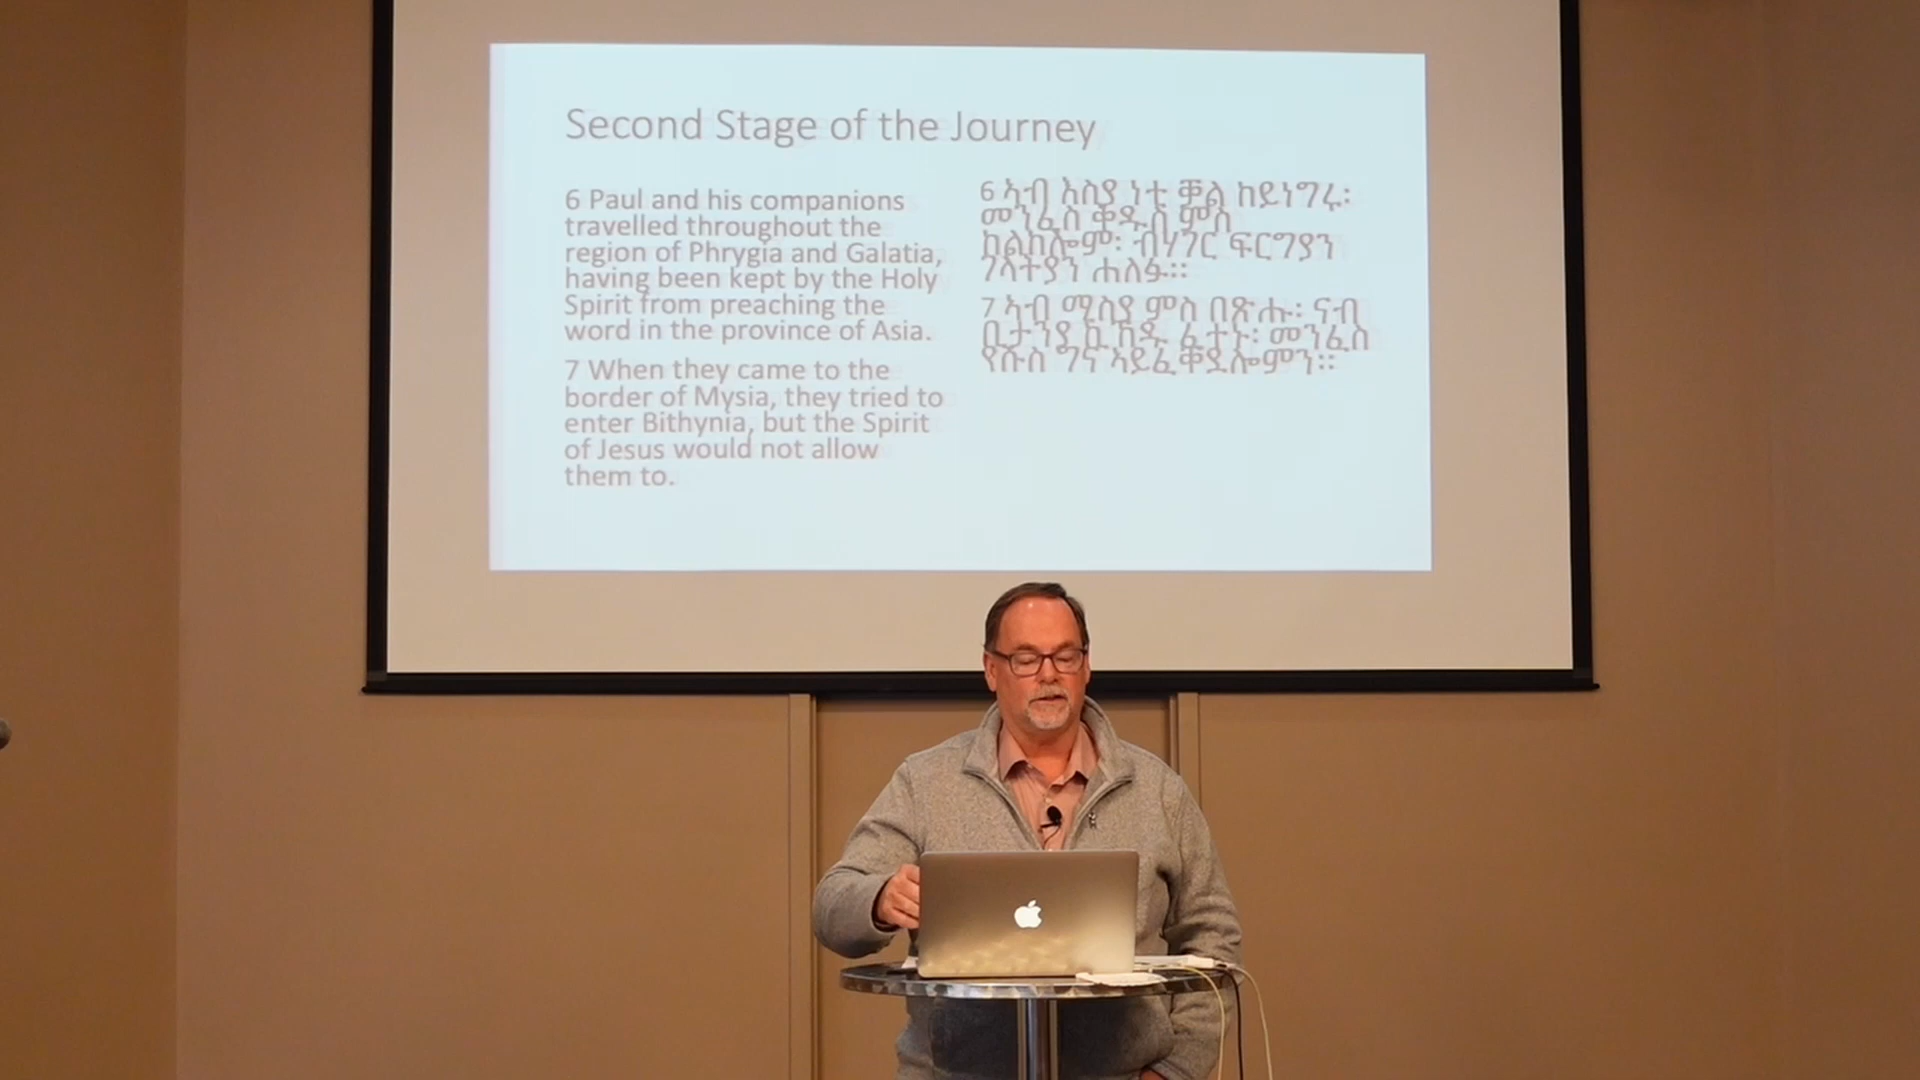 Second Stage of the Journey
6 Paul and his companions
travelled throughout the
region of Phrygia and Galatia,
having been kept by the Holy
Spirit from preaching the
word in the province of Asia.
7 When they came to the
border of Mysia, they tried to
enter Bithynia, but the Spirit
of Jesus would not allow
them to.
6 ኣብ እስያ ነቲ ቓል ከይነግሩ፡
መንፈስ ቅዱስ ምስ
ከልከሎም፡ ብሃገር ፍርግያን
ገላትያን ሐለፉ።
7 ኣብ ሚስያ ምስ በጽሑ፡ ናብ
ቢታንያ ኪ ኸዱ ፈተኑ፡ መንፈስ
የሱስ ግና ኣይፈቐደሎምን።